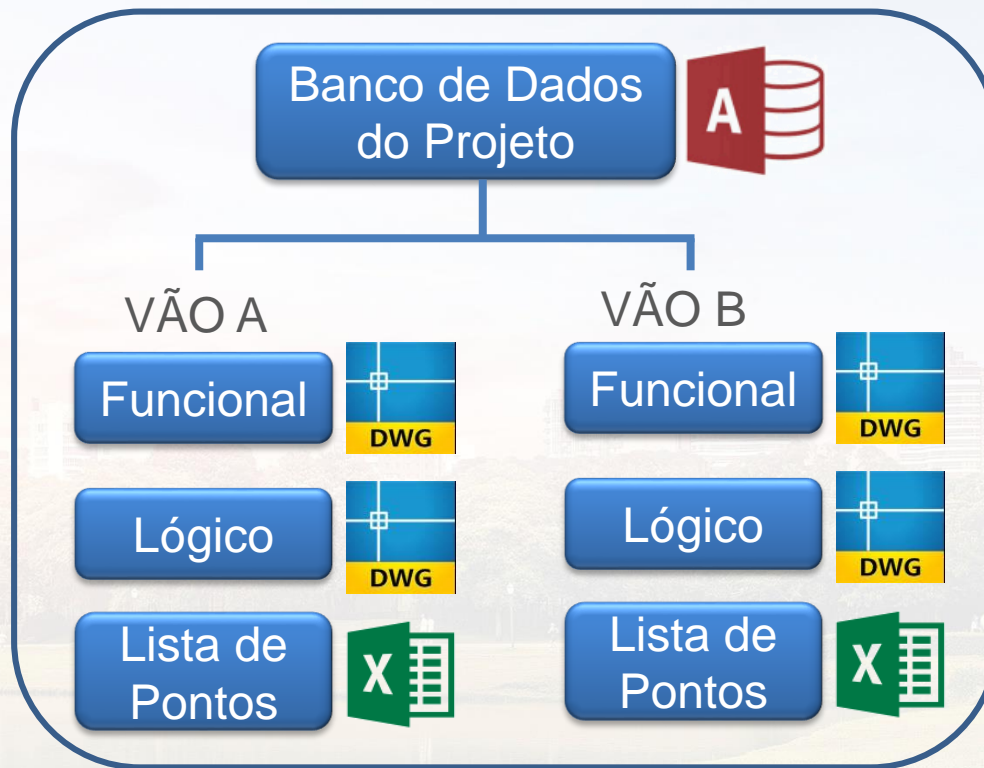 Banco de Dados
do Projeto
A
VÃO A
Funcional
DWG
Lógico
DWG
Lista de
Pontos
X
VÃO B
Funcional
DWG
Lógico
DWG
Lista de
Pontos
X